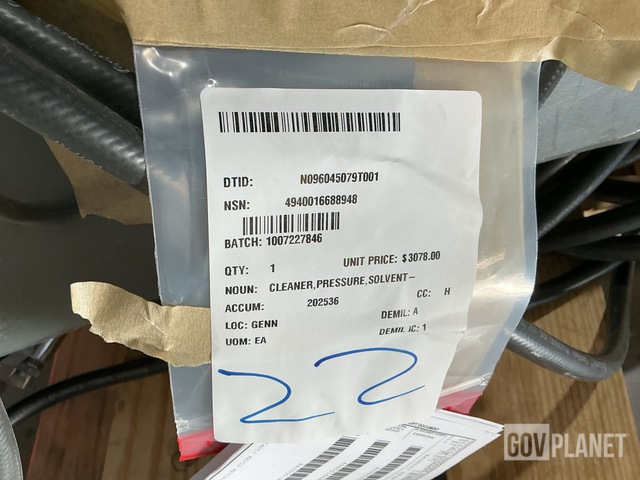 DTID: N096045079T001
NSN: 4940016688948
BATCH: 1007227846
QTY: 1 UNIT PRICE: $3078.00
NOUN: CLEANER,PRESSURE,SOLVENT-
ACCUM: 202536 CC: H
LOC: GENN DEMIL: A
UOM: EA DEMIL IC: 1
22
GOVPLANET